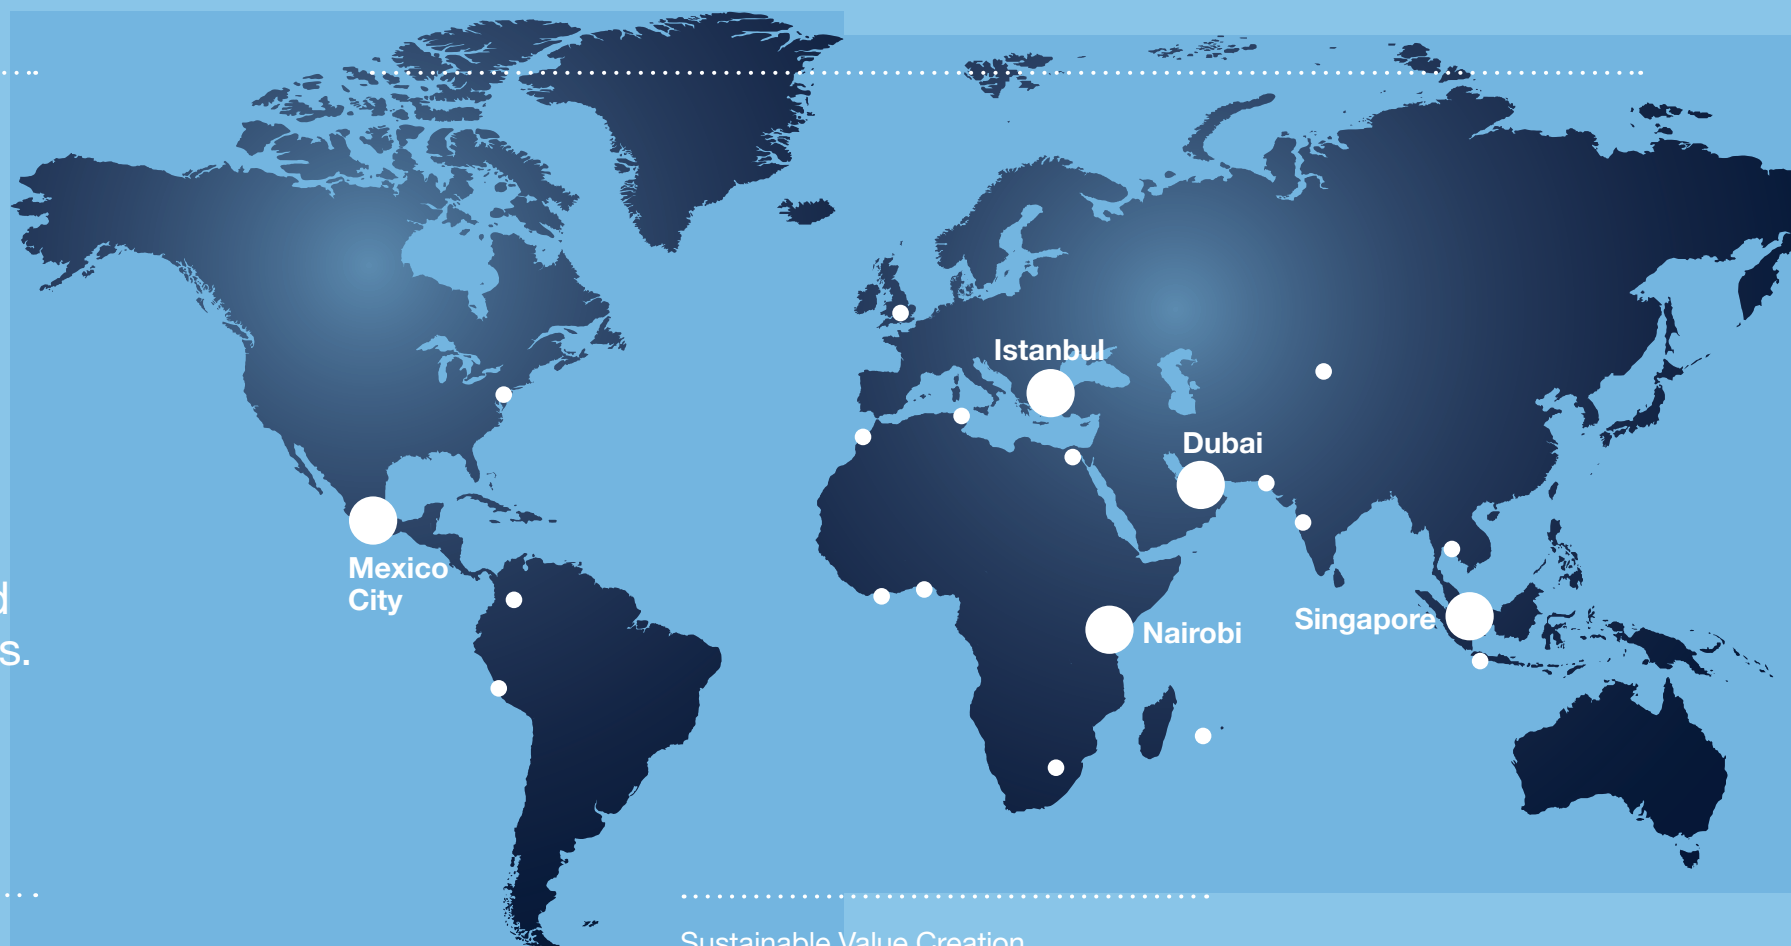 Istanbul
Dubai
Mexico
City
Nairobi
Singapore
d
s.
Sustainable Value Creation